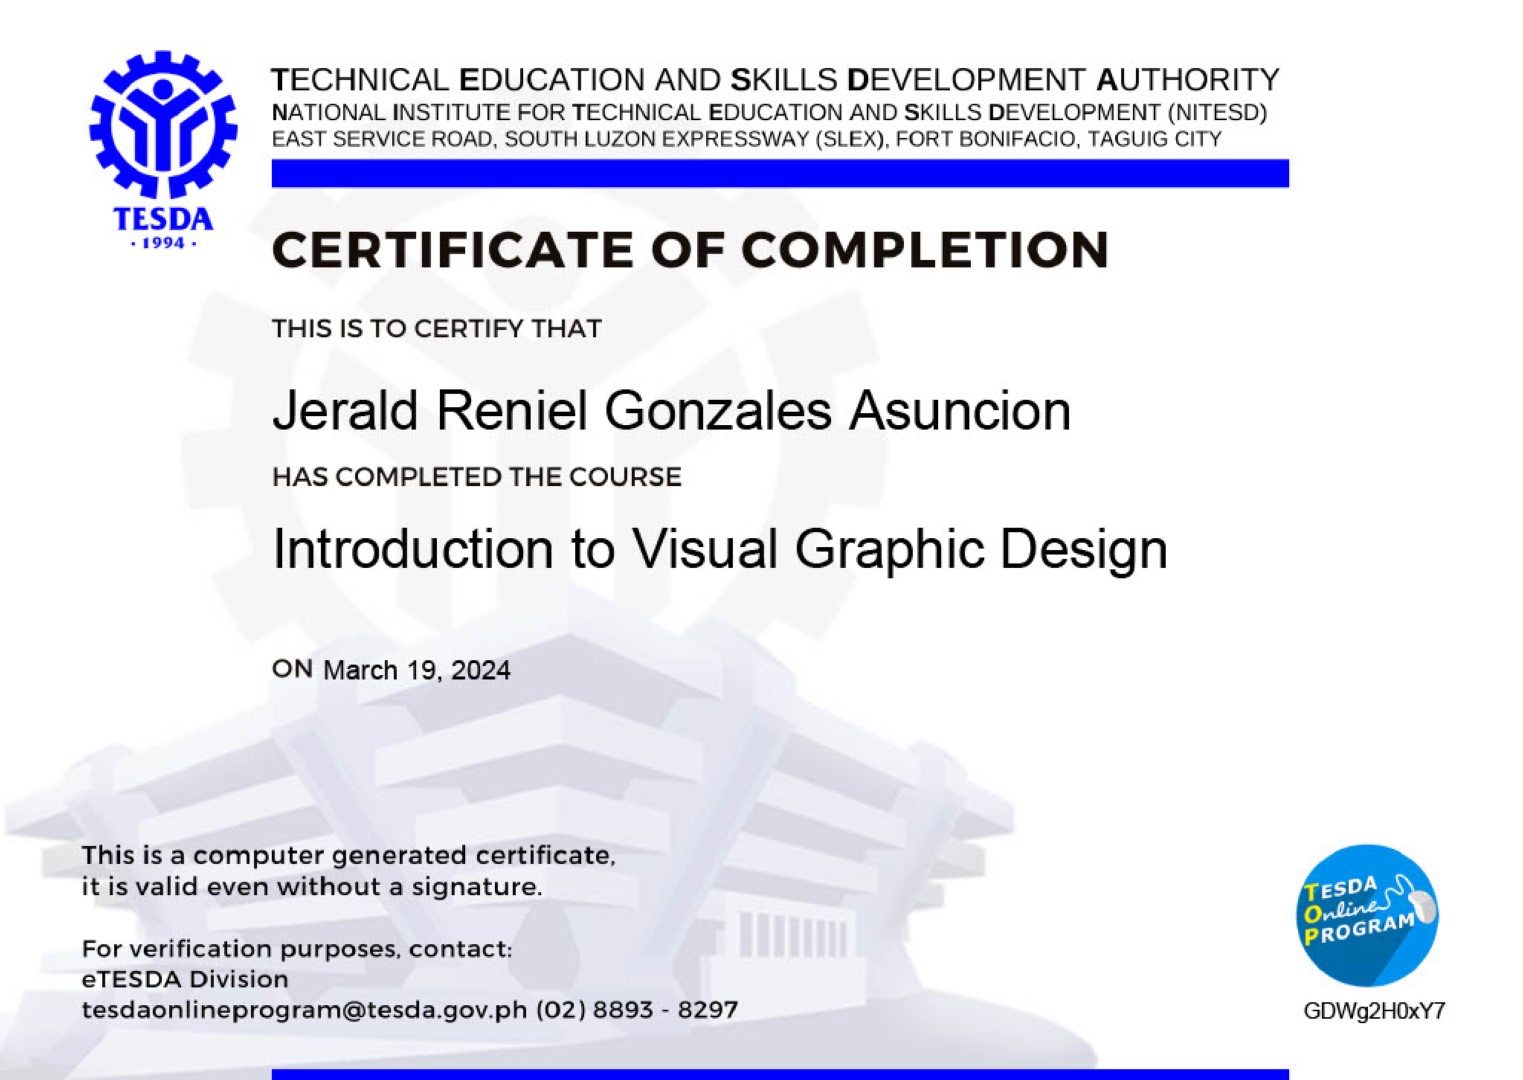 TECHNICAL EDUCATION AND SKILLS DEVELOPMENT AUTHORITY
NATIONAL INSTITUTE FOR TECHNICAL EDUCATION AND SKILLS DEVELOPMENT (NITESD)
EAST SERVICE ROAD, SOUTH LUZON EXPRESSWAY (SLEX), FORT BONIFACIO, TAGUIG CITY
TESDA
· 1994 ·
CERTIFICATE OF COMPLETION
THIS IS TO CERTIFY THAT
Jerald Reniel Gonzales Asuncion
HAS COMPLETED THE COURSE
Introduction to Visual Graphic Design
ON March 19, 2024
This is a computer generated certificate,
it is valid even without a signature.
For verification purposes, contact:
eTESDA Division
tesdaonlineprogram@tesda.gov.ph (02) 8893 - 8297
TESDA
Online
PROGRAM
GDWg2H0xY7